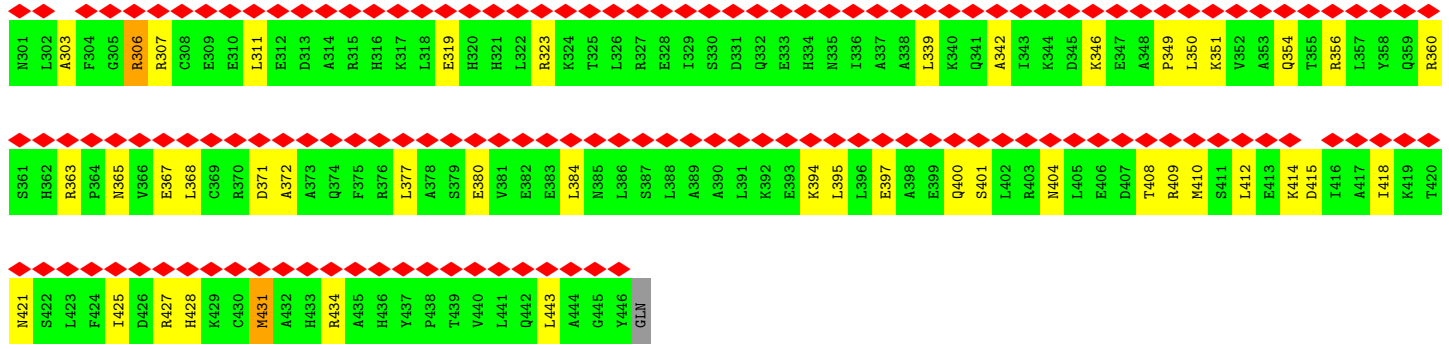 N301 L302 A303 F304 G305 R306 R307 C308 E309 E310 L311 E312 D313 A314 R315 H316 K317 L318 E319 H320 H321 L322 R323 K324 T325 L326 R327 E328 I329 S330 D331 Q332 E333 H334 N335 I336 A337 A338 L339 K340 Q341 A342 I343 K344 D345 K346 E347 A348 P349 L350 K351 V352 A353 Q354 T355 R356 L357 Y358 Q359 R360
S361 H362 R363 P364 N365 V366 E367 L368 C369 R370 D371 A372 A373 Q374 F375 R376 L377 A378 S379 E380 V381 E382 E383 L384 N385 L386 S387 L388 A389 A390 L391 K392 E393 K394 L395 L396 E397 A398 E399 Q400 S401 L402 R403 N404 L405 E406 D407 T408 R409 M410 S411 L412 E413 K414 D415 I416 A417 I418 K419 T420
N421 S422 L423 F424 I425 D426 R427 H428 K429 C430 M431 A432 H433 R434 A435 H436 Y437 P438 T439 V440 L441 Q442 L443 A444 G445 Y446 GLN